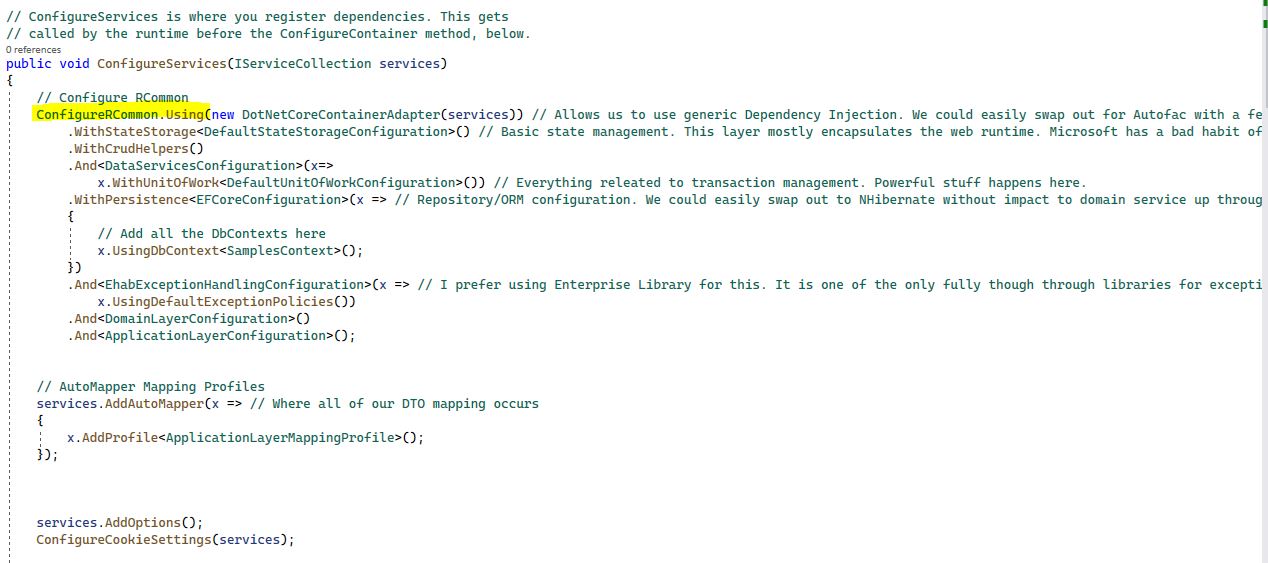 // ConfigureServices is where you register dependencies. This gets
// called by the runtime before the ConfigureContainer method, below.
0 references
public void ConfigureServices(IServiceCollection services)
{
// Configure RCommon
ConfigureRCommon.Using(new DotNetCoreContainerAdapter(services)) // Allows us to use generic Dependency Injection. We could easily swap out for Autofac with a fe
.WithStateStorage<DefaultStateStorageConfiguration>() // Basic state management. This layer mostly encapsulates the web runtime. Microsoft has a bad habit of
.WithCrudHelpers()
.And<DataServicesConfiguration>(x=>
x.WithUnitOfWork<DefaultUnitOfWorkConfiguration>()) // Everything releated to transaction management. Powerful stuff happens here.
.WithPersistence<EFCoreConfiguration>(x => // Repository/ORM configuration. We could easily swap out to NHibernate without impact to domain service up throug
{
// Add all the DbContexts here
x.UsingDbContext<SamplesContext>();
})
.And<EhabExceptionHandlingConfiguration>(x => // I prefer using Enterprise Library for this. It is one of the only fully though through libraries for excepti
x.UsingDefaultExceptionPolicies())
.And<DomainLayerConfiguration>()
.And<ApplicationLayerConfiguration>();
// AutoMapper Mapping Profiles
services.AddAutoMapper(x => // Where all of our DTO mapping occurs
{
x.AddProfile<ApplicationLayerMappingProfile>();
});
services.AddOptions();
ConfigureCookieSettings(services);